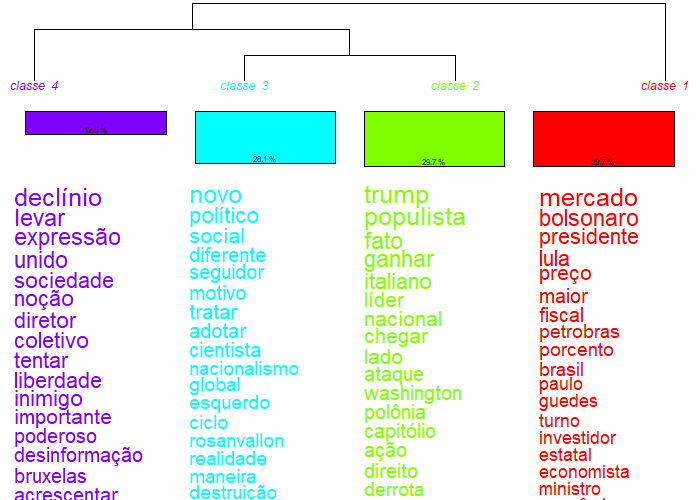 classe 4
classe 3
classe 2
classe 1
12.5 %
28.1 %
29.7 %
29.7 %
declínio
levar
expressão
unido
sociedade
noção
diretor
coletivo
tentar
liberdade
inimigo
importante
poderoso
desinformação
bruxelas
acrescentar
novo
político
social
diferente
seguidor
motivo
tratar
adotar
cientista
nacionalismo
global
esquerdo
ciclo
rosanvallon
realidade
maneira
destruição
trump
populista
fato
ganhar
italiano
líder
nacional
chegar
lado
ataque
washington
polônia
capitólio
ação
direito
derrota
mercado
bolsonaro
presidente
lula
preço
maior
fiscal
petrobras
porcento
brasil
paulo
guedes
turno
investidor
estatal
economista
ministro